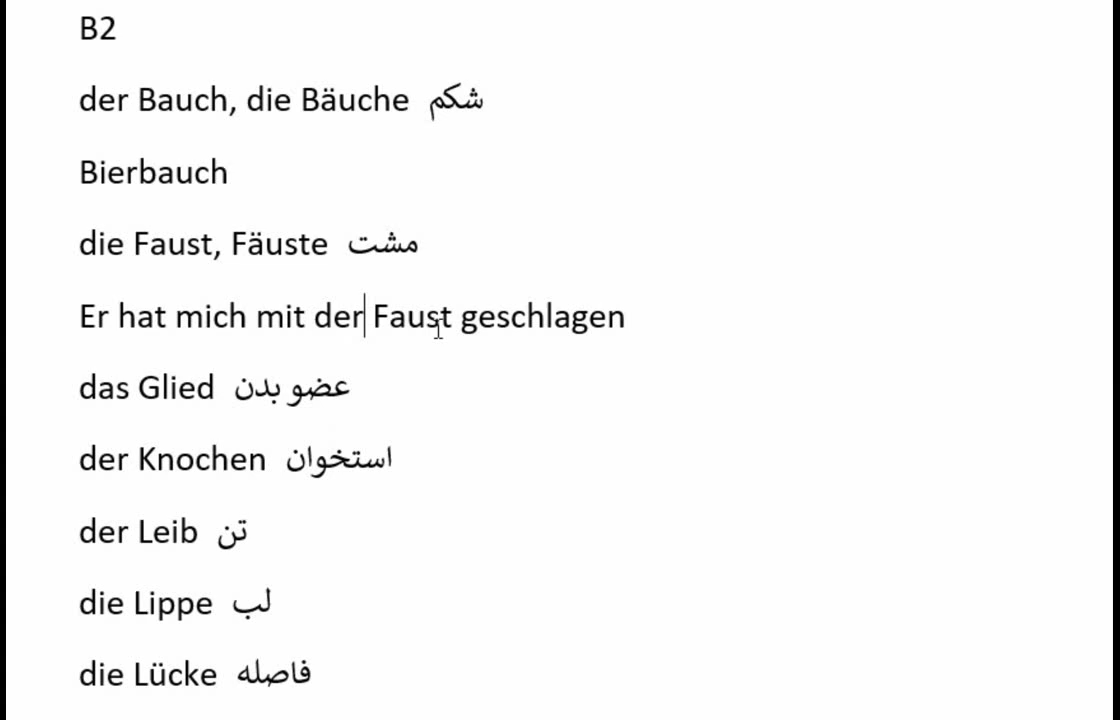 B2
der Bauch, die Bäuche شکم
Bierbauch
die Faust, Fäuste مشت
Er hat mich mit der Faust geschlagen
das Glied عضو بدن
der Knochen استخوان
der Leib تن
die Lippe لب
die Lücke فاصله